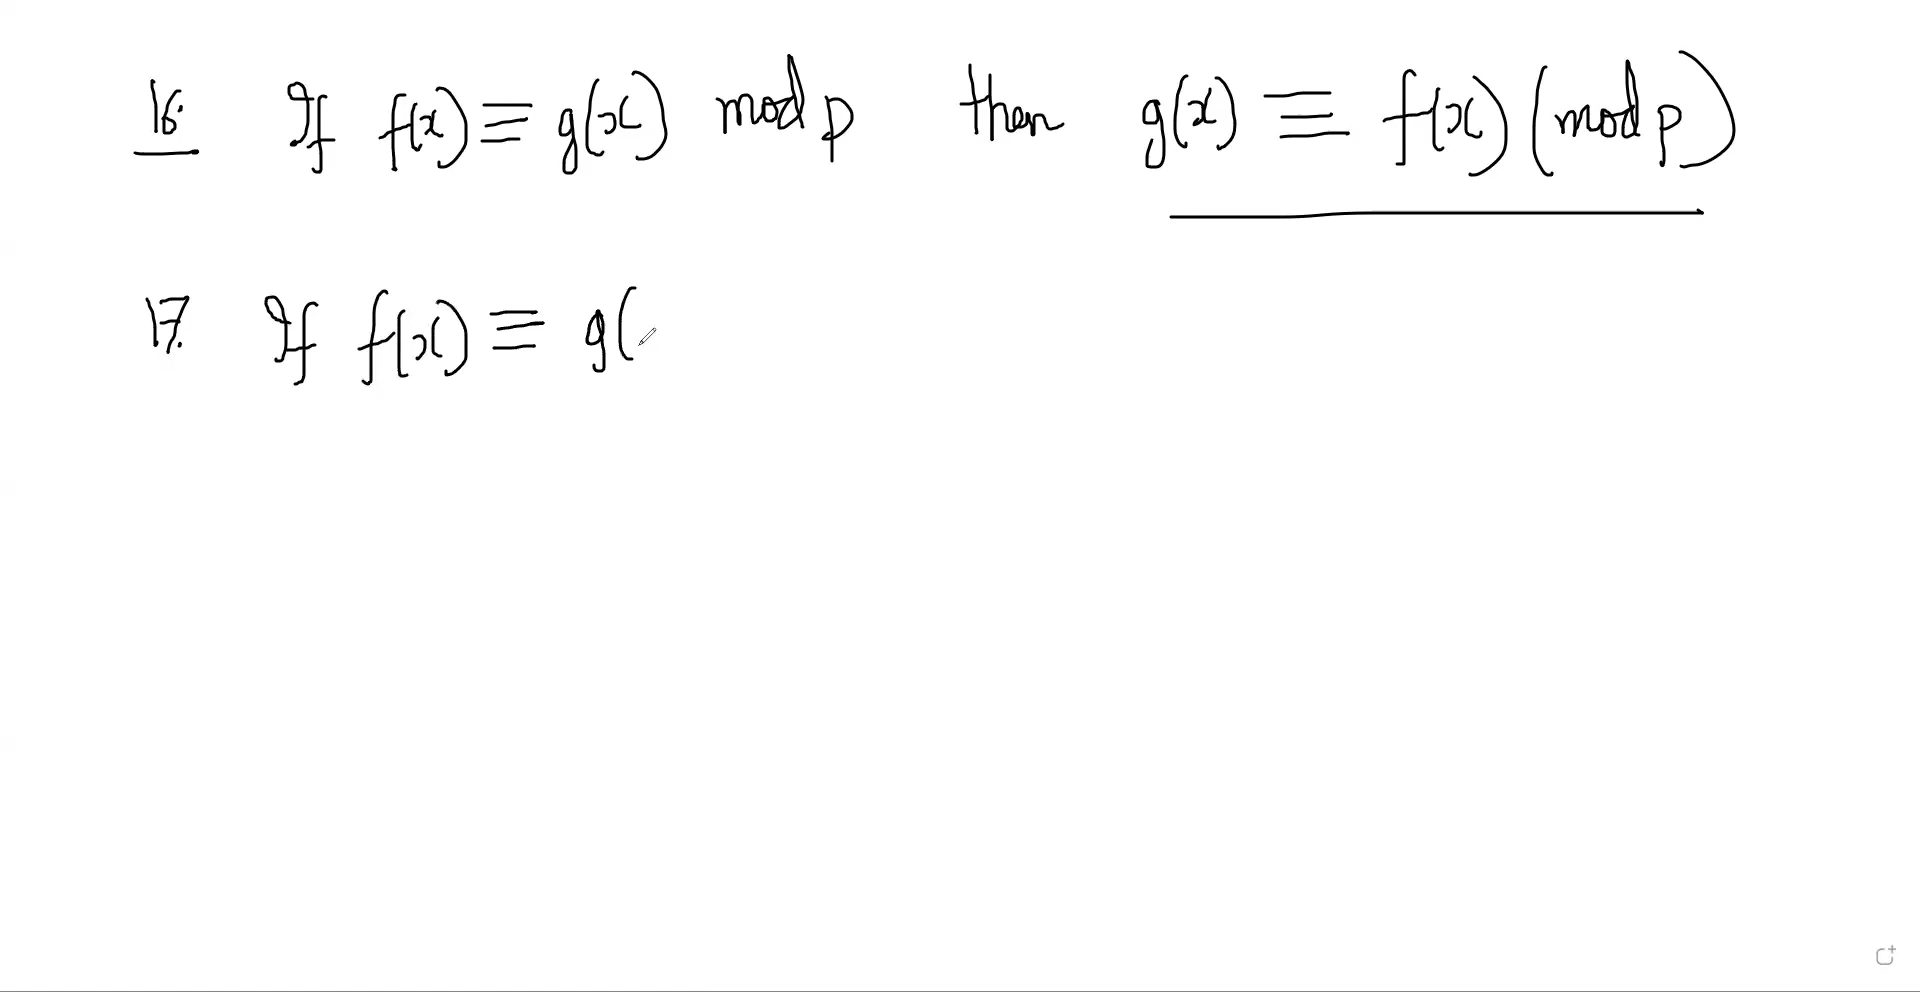 16. If f(x) ≡ g(x) mod p then g(x) ≡ f(x) (mod p)
17. If f(x) ≡ g(